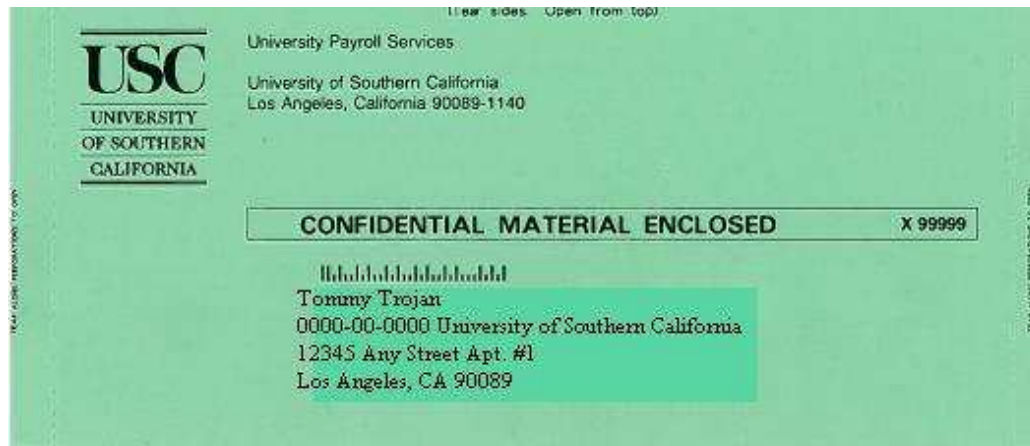 (Tear sides. Open from top)
USC
UNIVERSITY
OF SOUTHERN
CALIFORNIA
University Payroll Services
University of Southern California
Los Angeles, California 90089-1140
CONFIDENTIAL MATERIAL ENCLOSED X 99999
Tommy Trojan
0000-00-0000 University of Southern California
12345 Any Street Apt. #1
Los Angeles, CA 90089